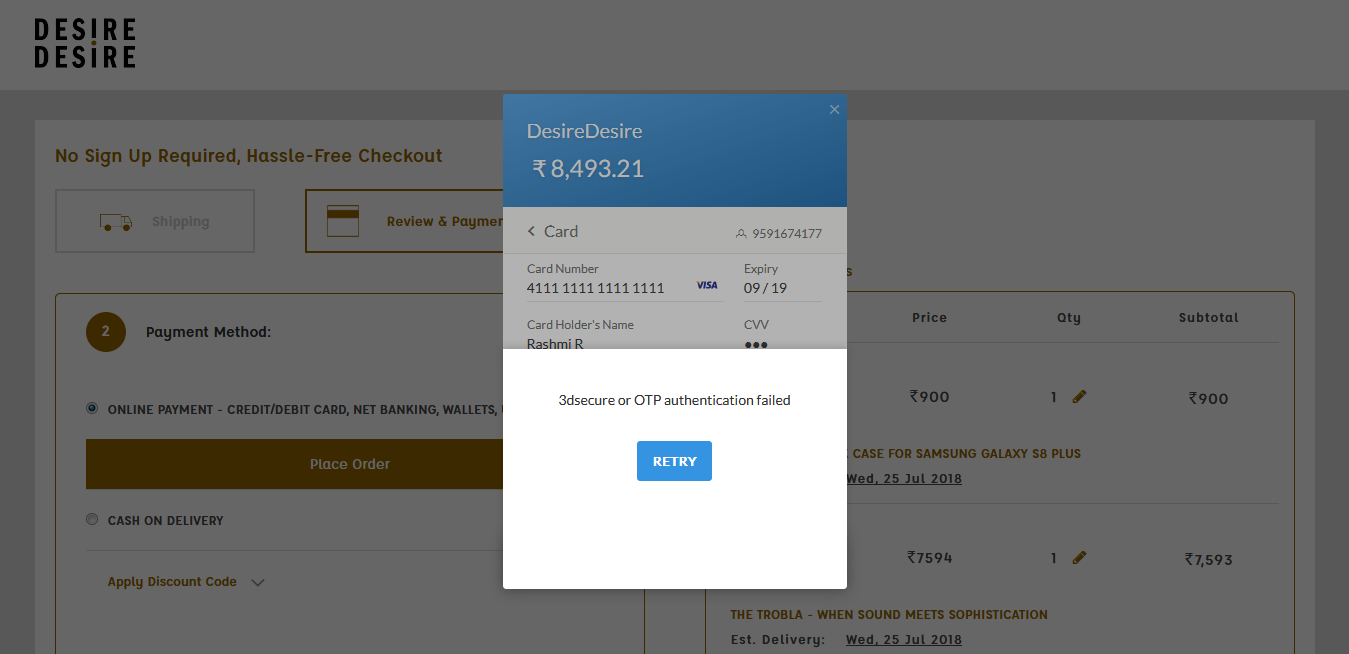 DESIRE
DESIRE
No Sign Up Required, Hassle-Free Checkout
Shipping
Review & Paymen
2
Payment Method:
ONLINE PAYMENT - CREDIT/DEBIT CARD, NET BANKING, WALLETS,
Place Order
CASH ON DELIVERY
Apply Discount Code
DesireDesire
₹ 8,493.21
Card
9591674177
Card Number
Expiry
4111 1111 1111 1111
VISA
09 / 19
Card Holder's Name
CVV
Rashmi R
3dsecure or OTP authentication failed
RETRY
s
Price
Qty
Subtotal
₹900
1
₹900
CASE FOR SAMSUNG GALAXY S8 PLUS
Wed, 25 Jul 2018
₹7594
1
₹7,593
THE TROBLA - WHEN SOUND MEETS SOPHISTICATION
Est. Delivery: Wed, 25 Jul 2018